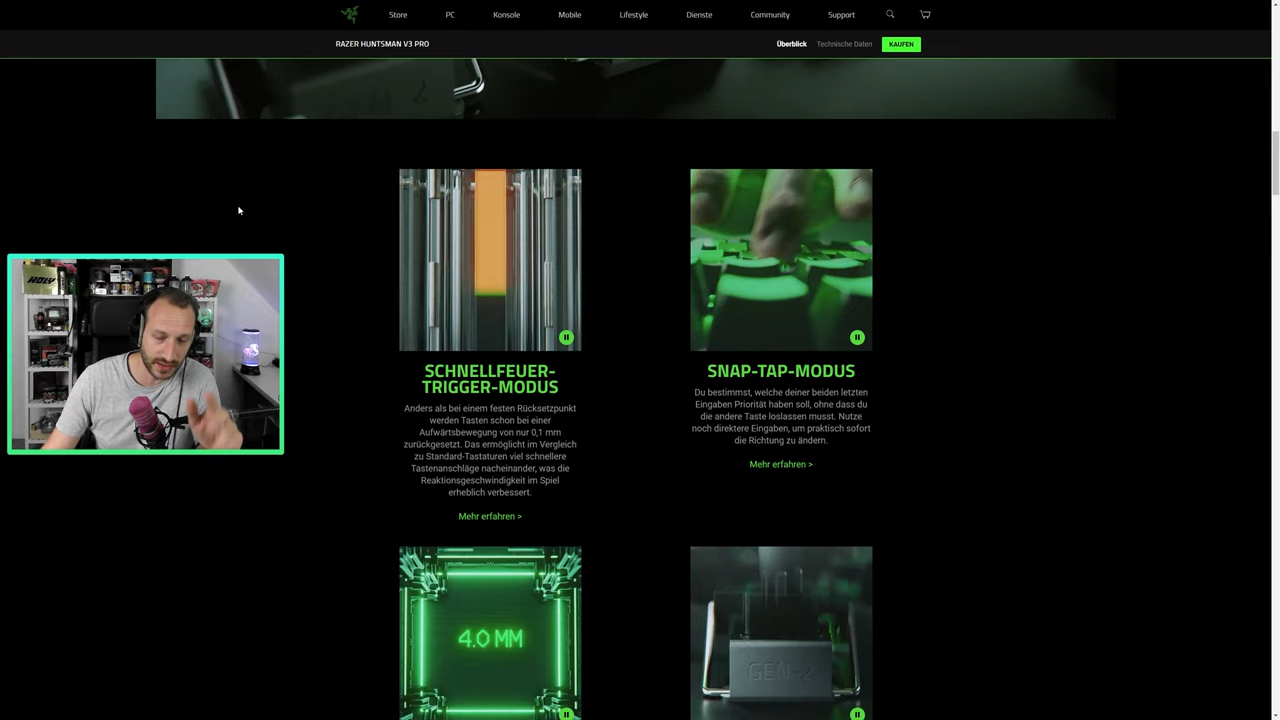 Store
PC
Konsole
Mobile
Lifestyle
Dienste
Community
Support
RAZER HUNTSMAN V3 PRO
Überblick
Technische Daten
KAUFEN
HOLY
SCHNELLFEUER-
TRIGGER-MODUS
Anders als bei einem festen Rücksetzpunkt
werden Tasten schon bei einer
Aufwärtsbewegung von nur 0,1 mm
zurückgesetzt. Das ermöglicht im Vergleich
zu Standard-Tastaturen viel schnellere
Tastenanschläge nacheinander, was die
Reaktionsgeschwindigkeit im Spiel
erheblich verbessert.
Mehr erfahren >
SNAP-TAP-MODUS
Du bestimmst, welche deiner beiden letzten
Eingaben Priorität haben soll, ohne dass du
die andere Taste loslassen musst. Nutze
noch direktere Eingaben, um praktisch sofort
die Richtung zu ändern.
Mehr erfahren >
4.0 MM
GEN-2